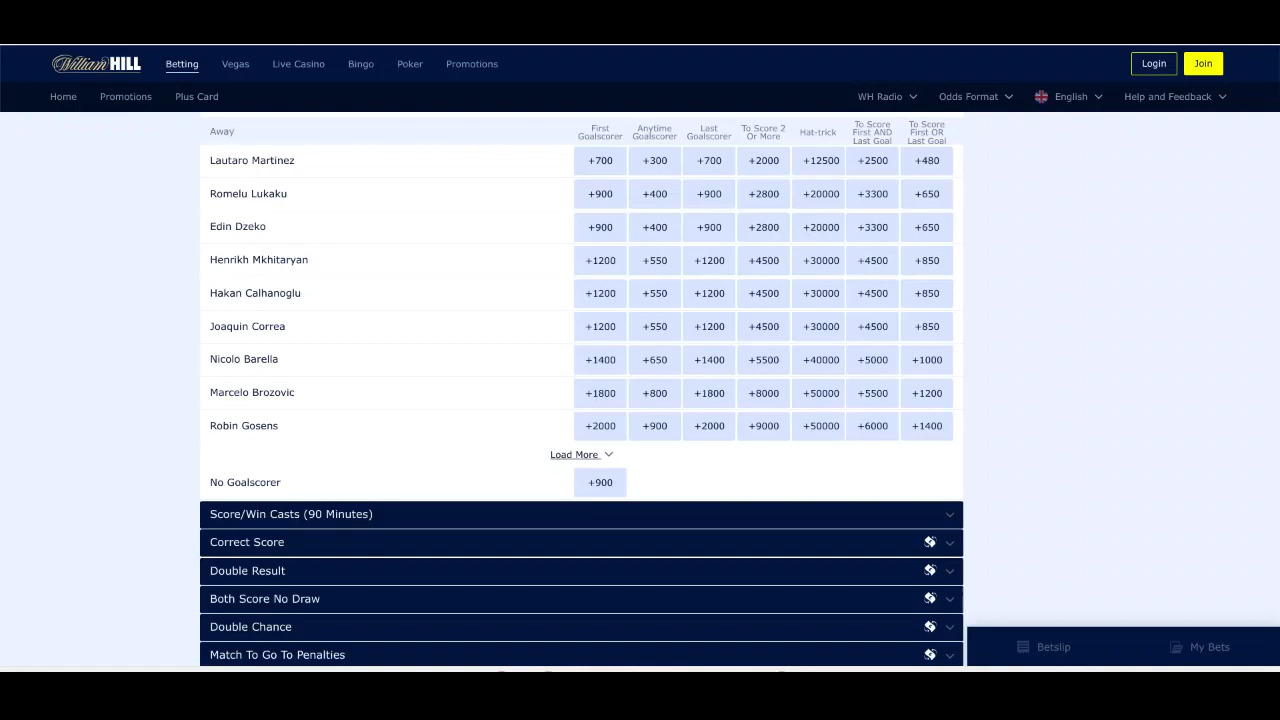 William HILL Betting Vegas Live Casino Bingo Poker Promotions Login Join
Home Promotions Plus Card WH Radio Odds Format English Help and Feedback
Away First Goalscorer Anytime Goalscorer Last Goalscorer To Score 2 Or More Hat-trick To Score First AND Last Goal To Score First OR Last Goal
Lautaro Martinez +700 +300 +700 +2000 +12500 +2500 +480
Romelu Lukaku +900 +400 +900 +2800 +20000 +3300 +650
Edin Dzeko +900 +400 +900 +2800 +20000 +3300 +650
Henrikh Mkhitaryan +1200 +550 +1200 +4500 +30000 +4500 +850
Hakan Calhanoglu +1200 +550 +1200 +4500 +30000 +4500 +850
Joaquin Correa +1200 +550 +1200 +4500 +30000 +4500 +850
Nicolo Barella +1400 +650 +1400 +5500 +40000 +5000 +1000
Marcelo Brozovic +1800 +800 +1800 +8000 +50000 +5500 +1200
Robin Gosens +2000 +900 +2000 +9000 +50000 +6000 +1400
Load More
No Goalscorer +900
Score/Win Casts (90 Minutes)
Correct Score
Double Result
Both Score No Draw
Double Chance
Match To Go To Penalties
Betslip My Bets